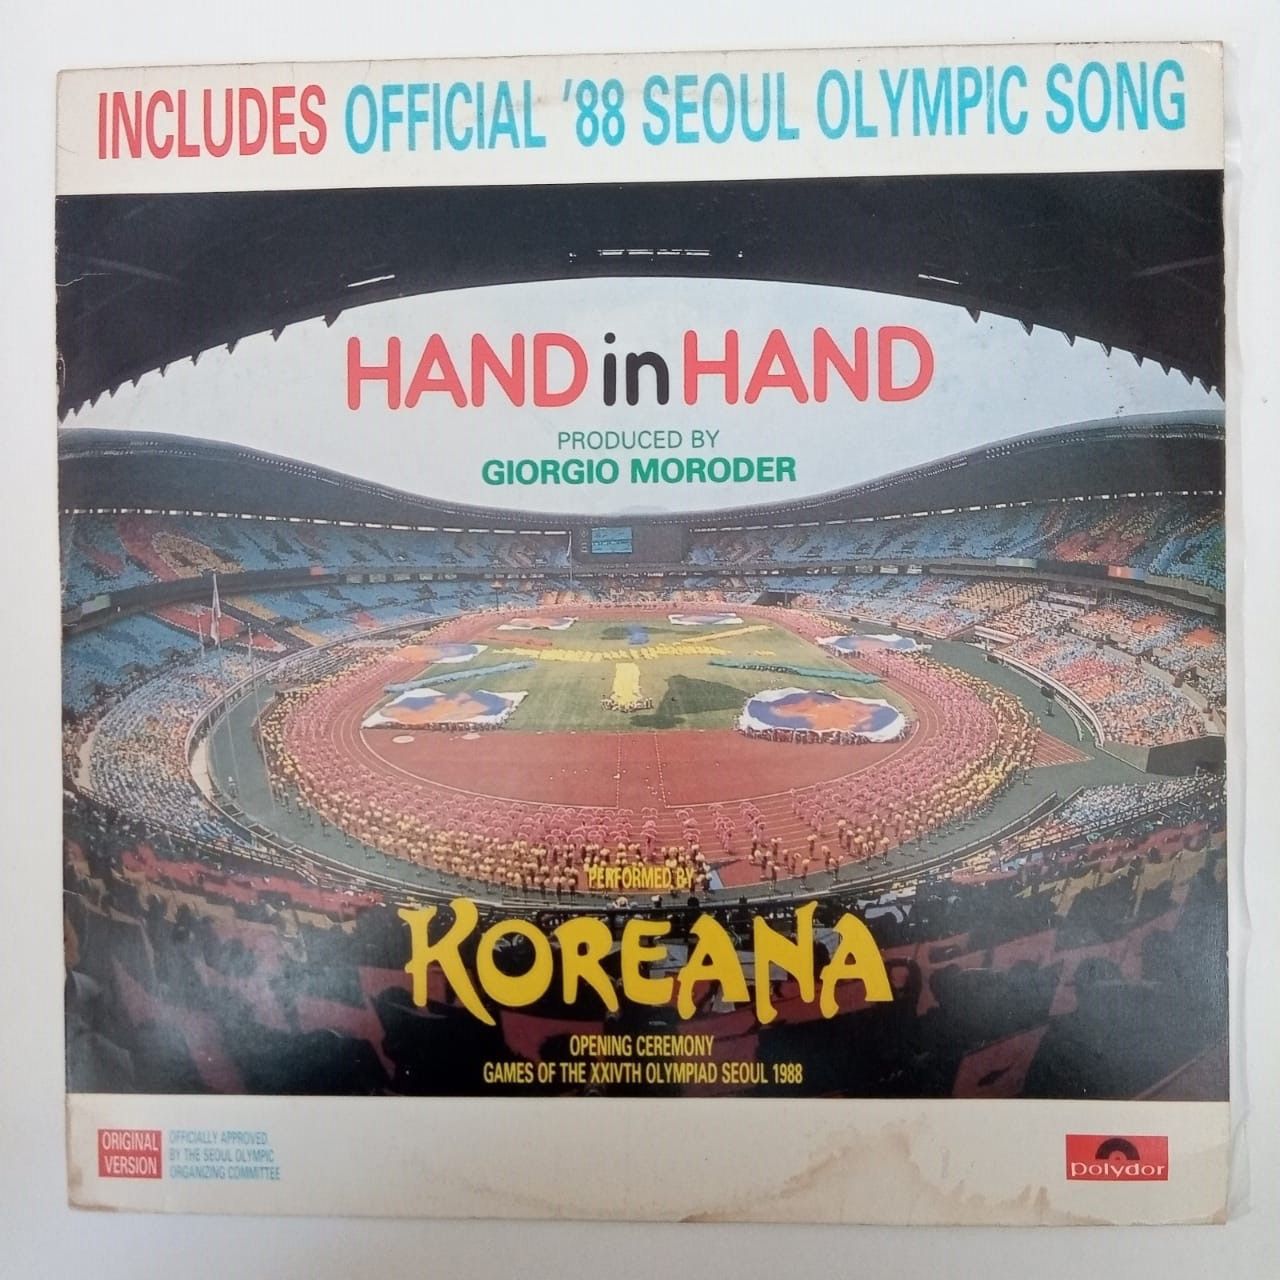 INCLUDES OFFICIAL '88 SEOUL OLYMPIC SONG
HAND in HAND
PRODUCED BY
GIORGIO MORODER
PERFORMED BY
KOREANA
OPENING CEREMONY
GAMES OF THE XXIVTH OLYMPIAD SEOUL 1988
ORIGINAL
VERSION
OFFICIALLY APPROVED
BY THE SEOUL OLYMPIC
ORGANIZING COMMITTEE
polydor